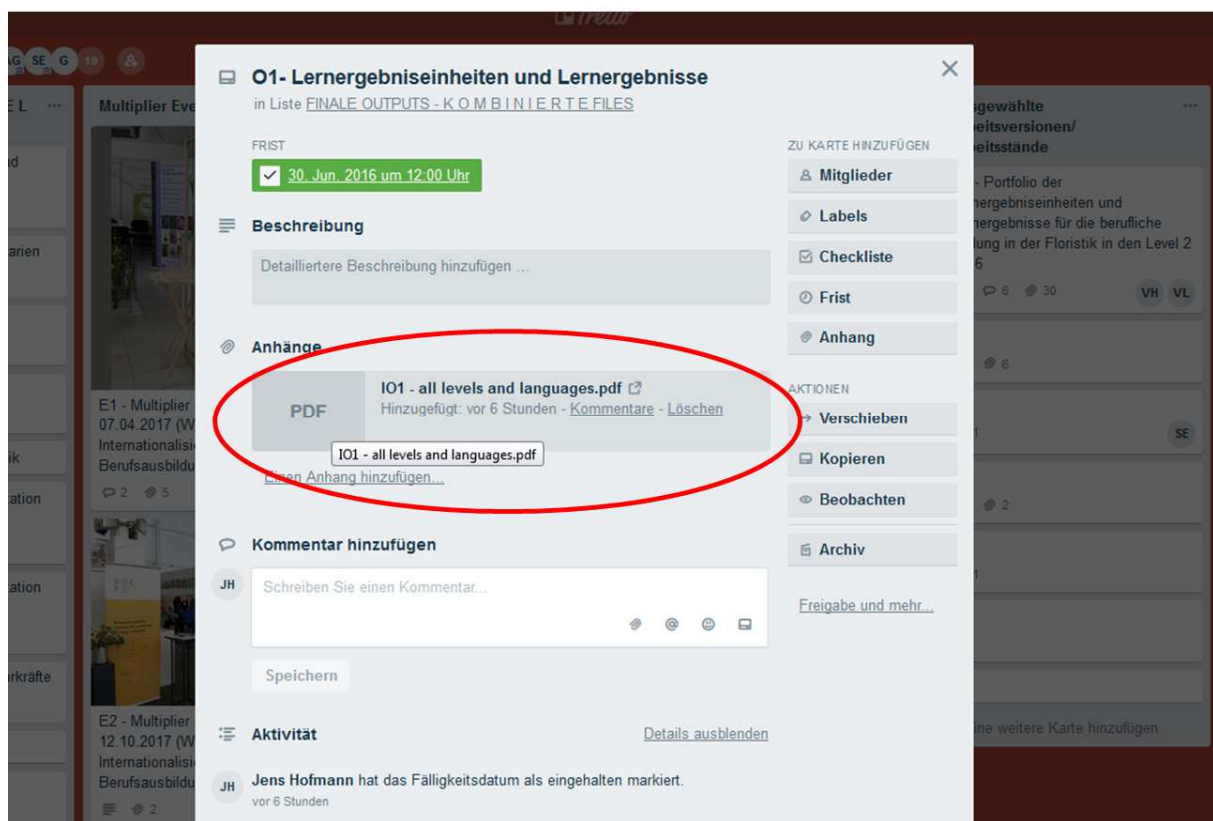 Trello
AG SE G 19
E L ...
Multiplier Eve
arien
ik
ation
ation
rkräfte
E1 - Multiplier
07.04.2017 (W
Internationalisi
Berufsausbildu
2 5
E2 - Multiplier
12.10.2017 (W
Internationalisi
Berufsausbildu
2
O1- Lernergebniseinheiten und Lernergebnisse
in Liste FINALE OUTPUTS - K O M B I N I E R T E FILES
FRIST
30. Jun. 2016 um 12:00 Uhr
Beschreibung
Detailliertere Beschreibung hinzufügen ...
Anhänge
PDF
IO1 - all levels and languages.pdf
Hinzugefügt: vor 6 Stunden - Kommentare - Löschen
IO1 - all levels and languages.pdf
Einen Anhang hinzufügen...
Kommentar hinzufügen
JH
Schreiben Sie einen Kommentar...
Speichern
Aktivität
Details ausblenden
JH
Jens Hofmann hat das Fälligkeitsdatum als eingehalten markiert.
vor 6 Stunden
ZU KARTE HINZUFÜGEN
Mitglieder
Labels
Checkliste
Frist
Anhang
AKTIONEN
Verschieben
Kopieren
Beobachten
Archiv
Freigabe und mehr...
sgewählte ...
eitsversionen/
eitsstände
- Portfolio der
nergebniseinheiten und
nergebnisse für die berufliche
lung in der Floristik in den Level 2
6
6 30 VH VL
6
SE
2
ine weitere Karte hinzufügen